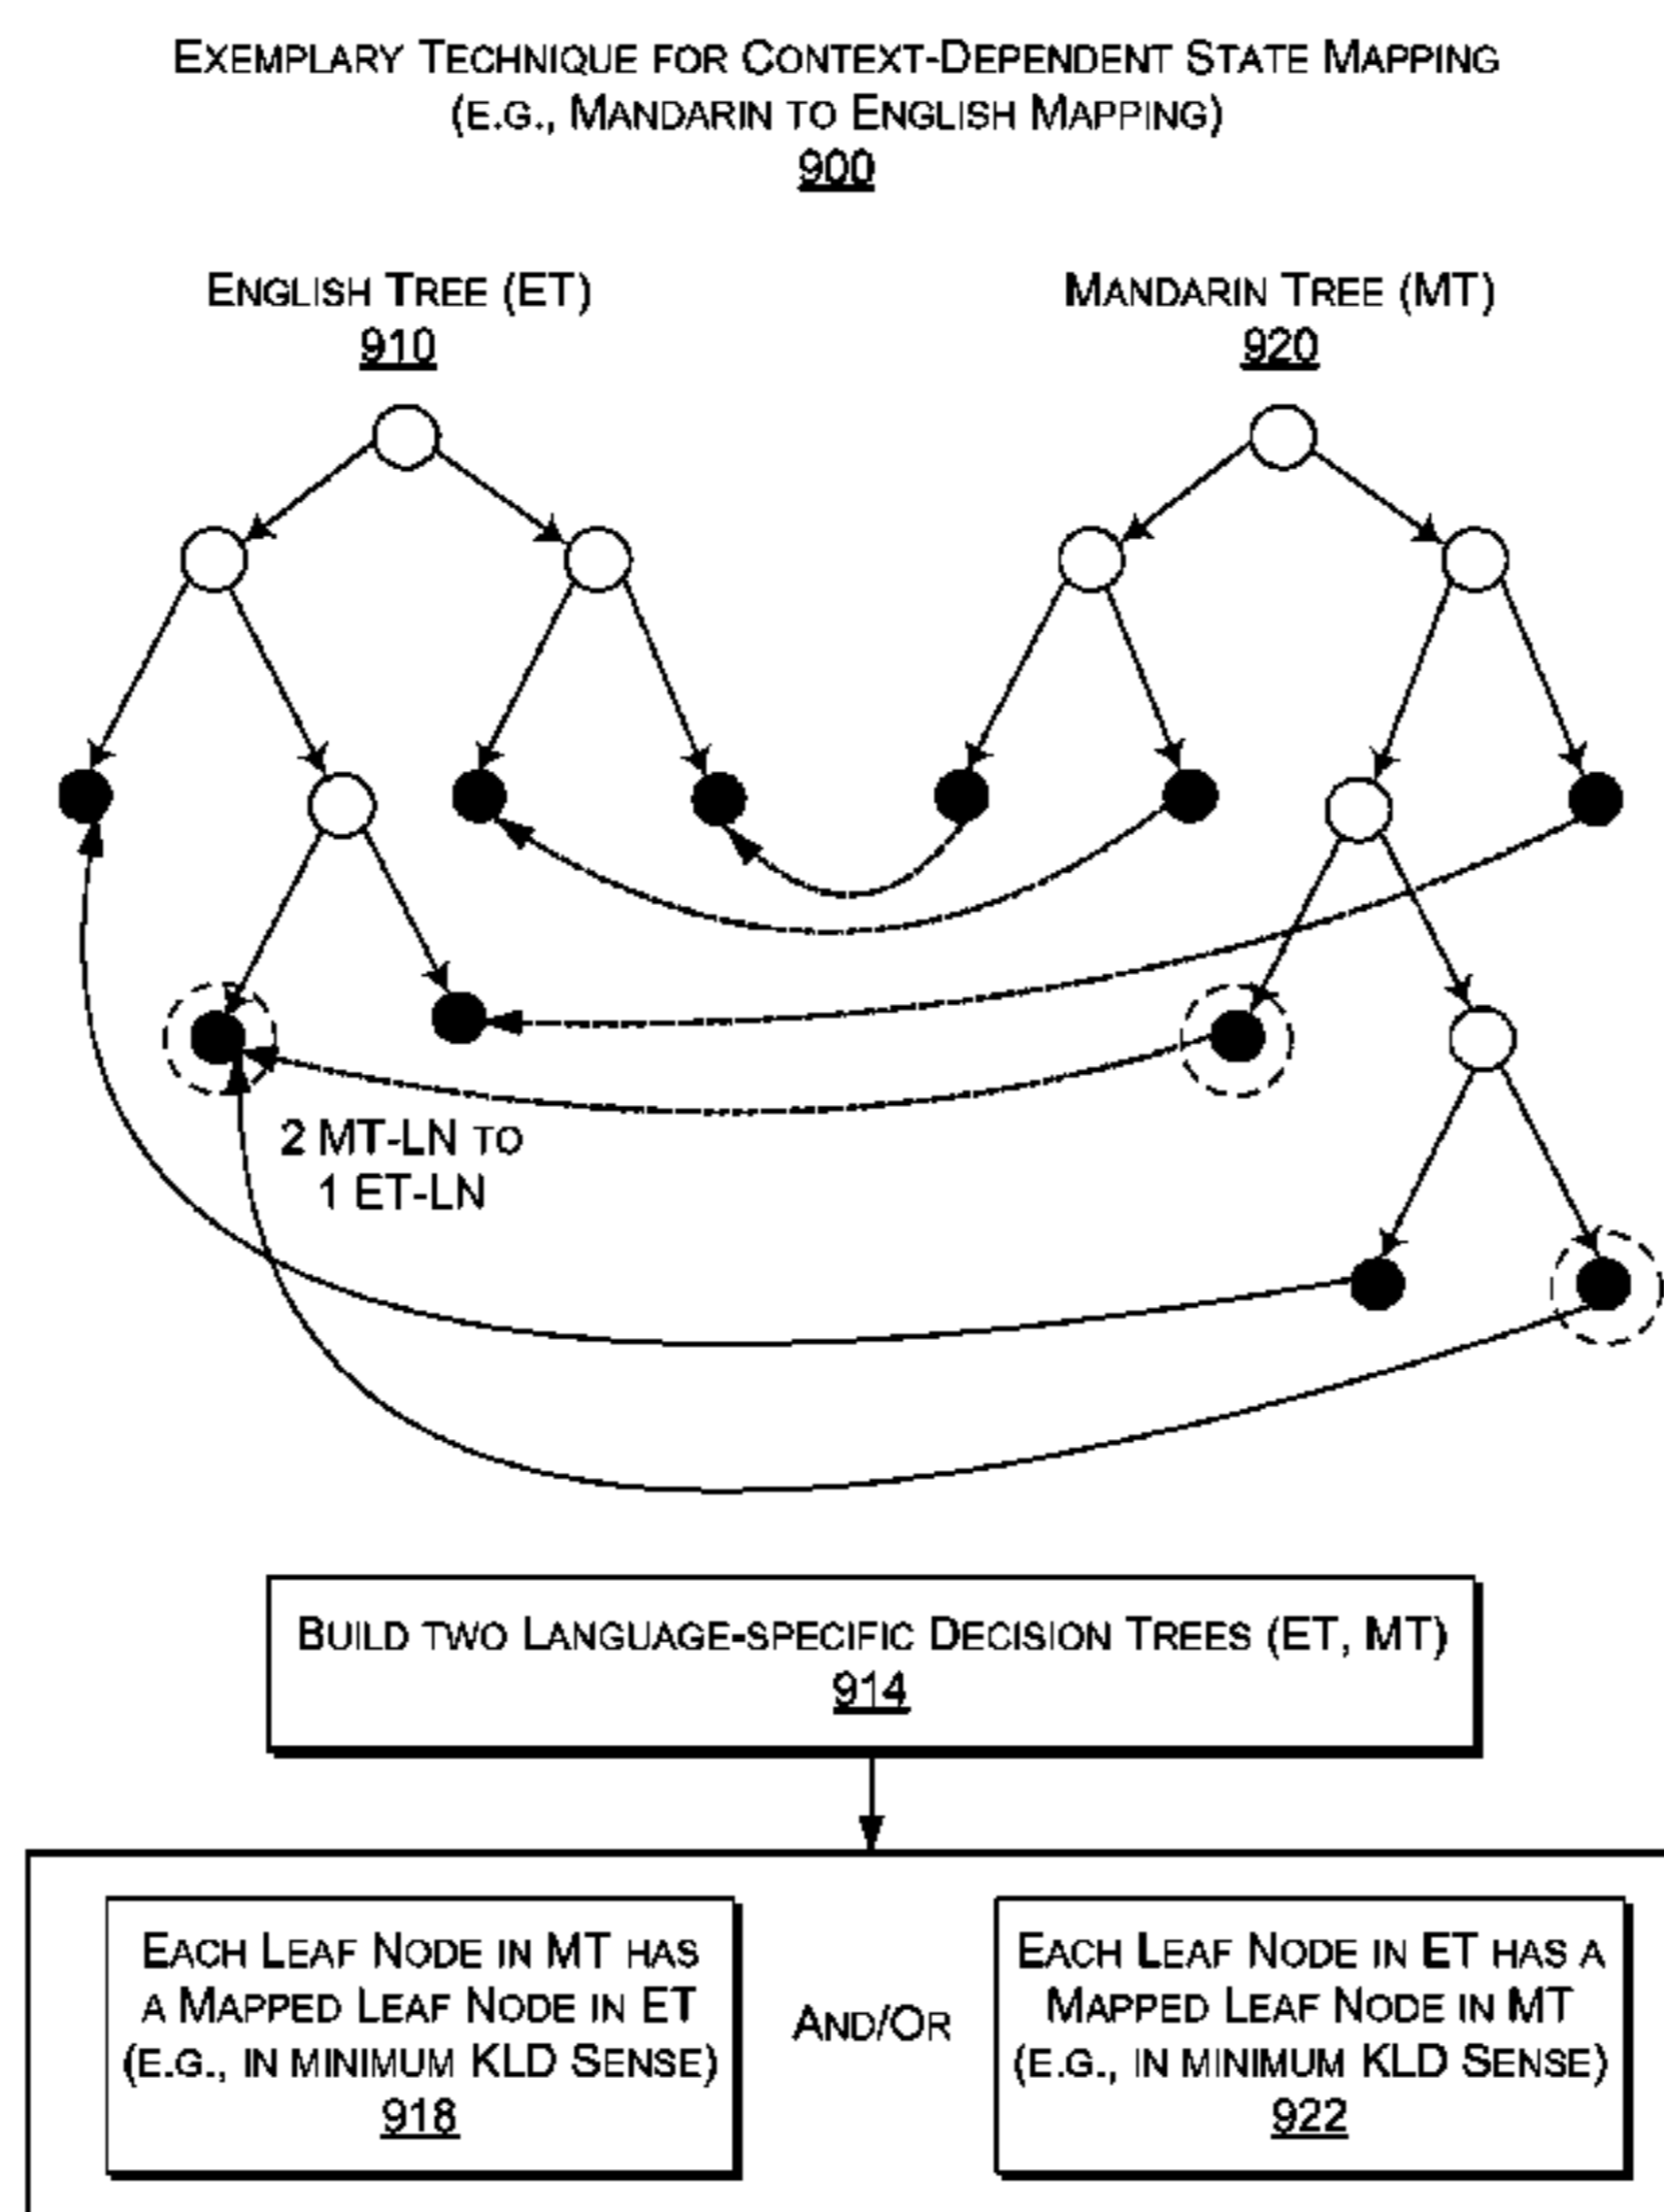 EXEMPLARY TECHNIQUE FOR CONTEXT-DEPENDENT STATE MAPPING
(E.G., MANDARIN TO ENGLISH MAPPING)
900
ENGLISH TREE (ET)
910
MANDARIN TREE (MT)
920
2 MT-LN TO
1 ET-LN
BUILD TWO LANGUAGE-SPECIFIC DECISION TREES (ET, MT)
914
EACH LEAF NODE IN MT HAS
A MAPPED LEAF NODE IN ET
(E.G., IN MINIMUM KLD SENSE)
918
AND/OR
EACH LEAF NODE IN ET HAS A
MAPPED LEAF NODE IN MT
(E.G., IN MINIMUM KLD SENSE)
922